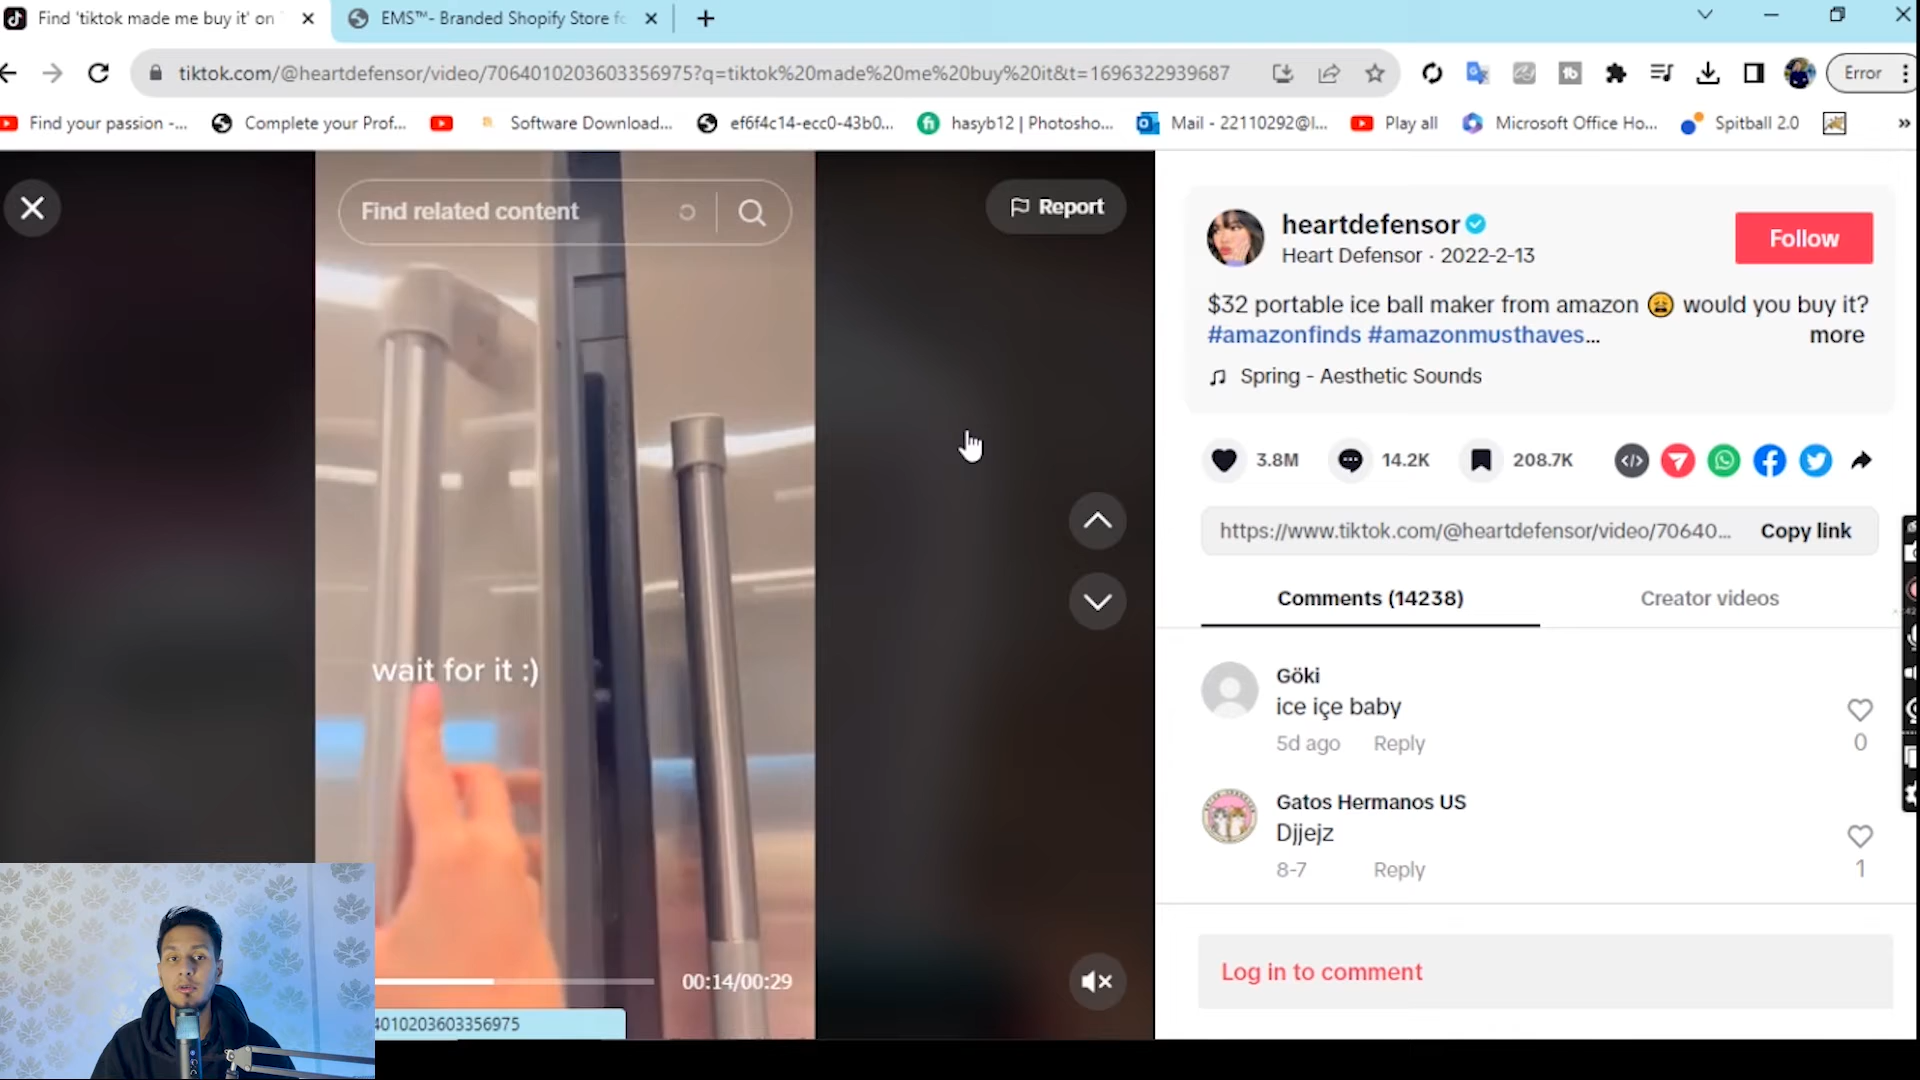 Find 'tiktok made me buy it' on
EMS™- Branded Shopify Store fo
tiktok.com/@heartdefensor/video/7064010203603356975?q=tiktok%20made%20me%20buy%20it&t=1696322939687
Error
Find your passion -...
Complete your Prof...
Software Download...
ef6f4c14-ecc0-43b0...
hasyb12 | Photosho...
Mail - 22110292@l...
Play all
Microsoft Office Ho...
Spitball 2.0
»
Find related content
Report
wait for it :)
00:14/00:29
4010203603356975
heartdefensor
Heart Defensor · 2022-2-13
Follow
$32 portable ice ball maker from amazon 😩 would you buy it?
#amazonfinds #amazonmusthaves...
more
Spring - Aesthetic Sounds
3.8M
14.2K
208.7K
https://www.tiktok.com/@heartdefensor/video/70640...
Copy link
Comments (14238)
Creator videos
Göki
ice içe baby
5d ago
Reply
0
Gatos Hermanos US
Djjejz
8-7
Reply
1
Log in to comment